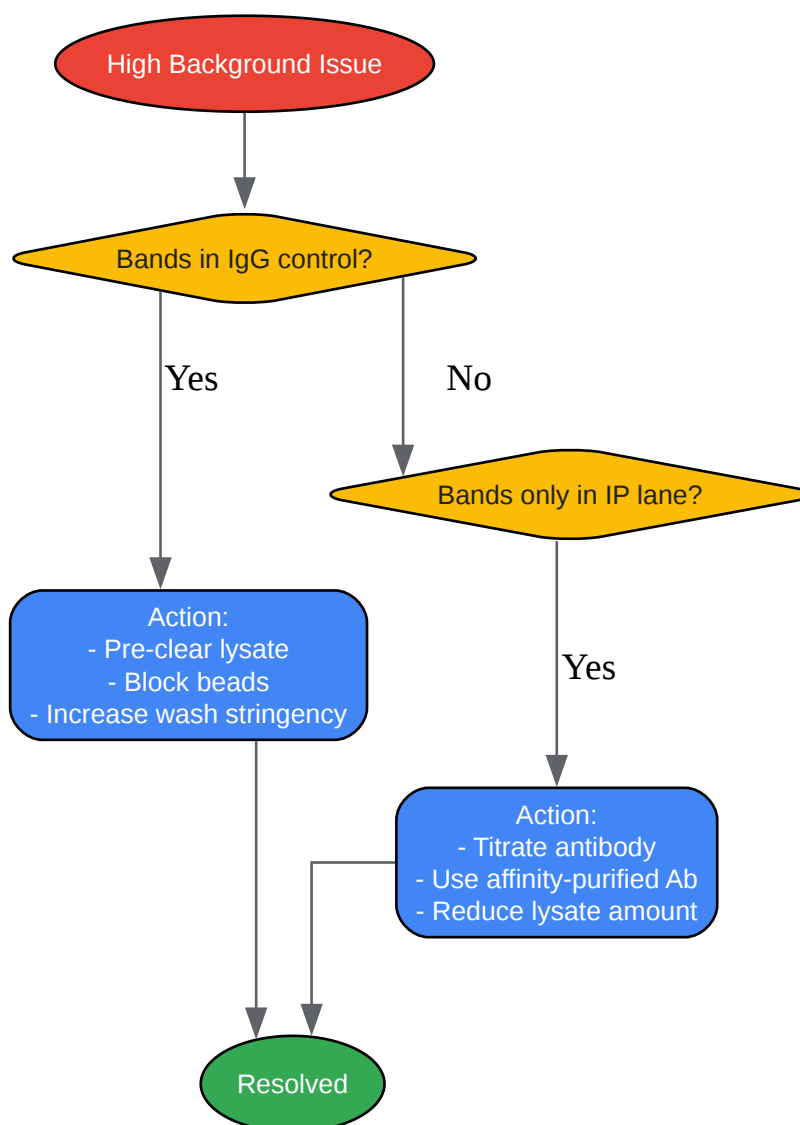 High Background Issue
Bands in IgG control?
Yes
No
Bands only in IP lane?
Action:
- Pre-clear lysate
- Block beads
- Increase wash stringency
Yes
Action:
- Titrate antibody
- Use affinity-purified Ab
- Reduce lysate amount
Resolved